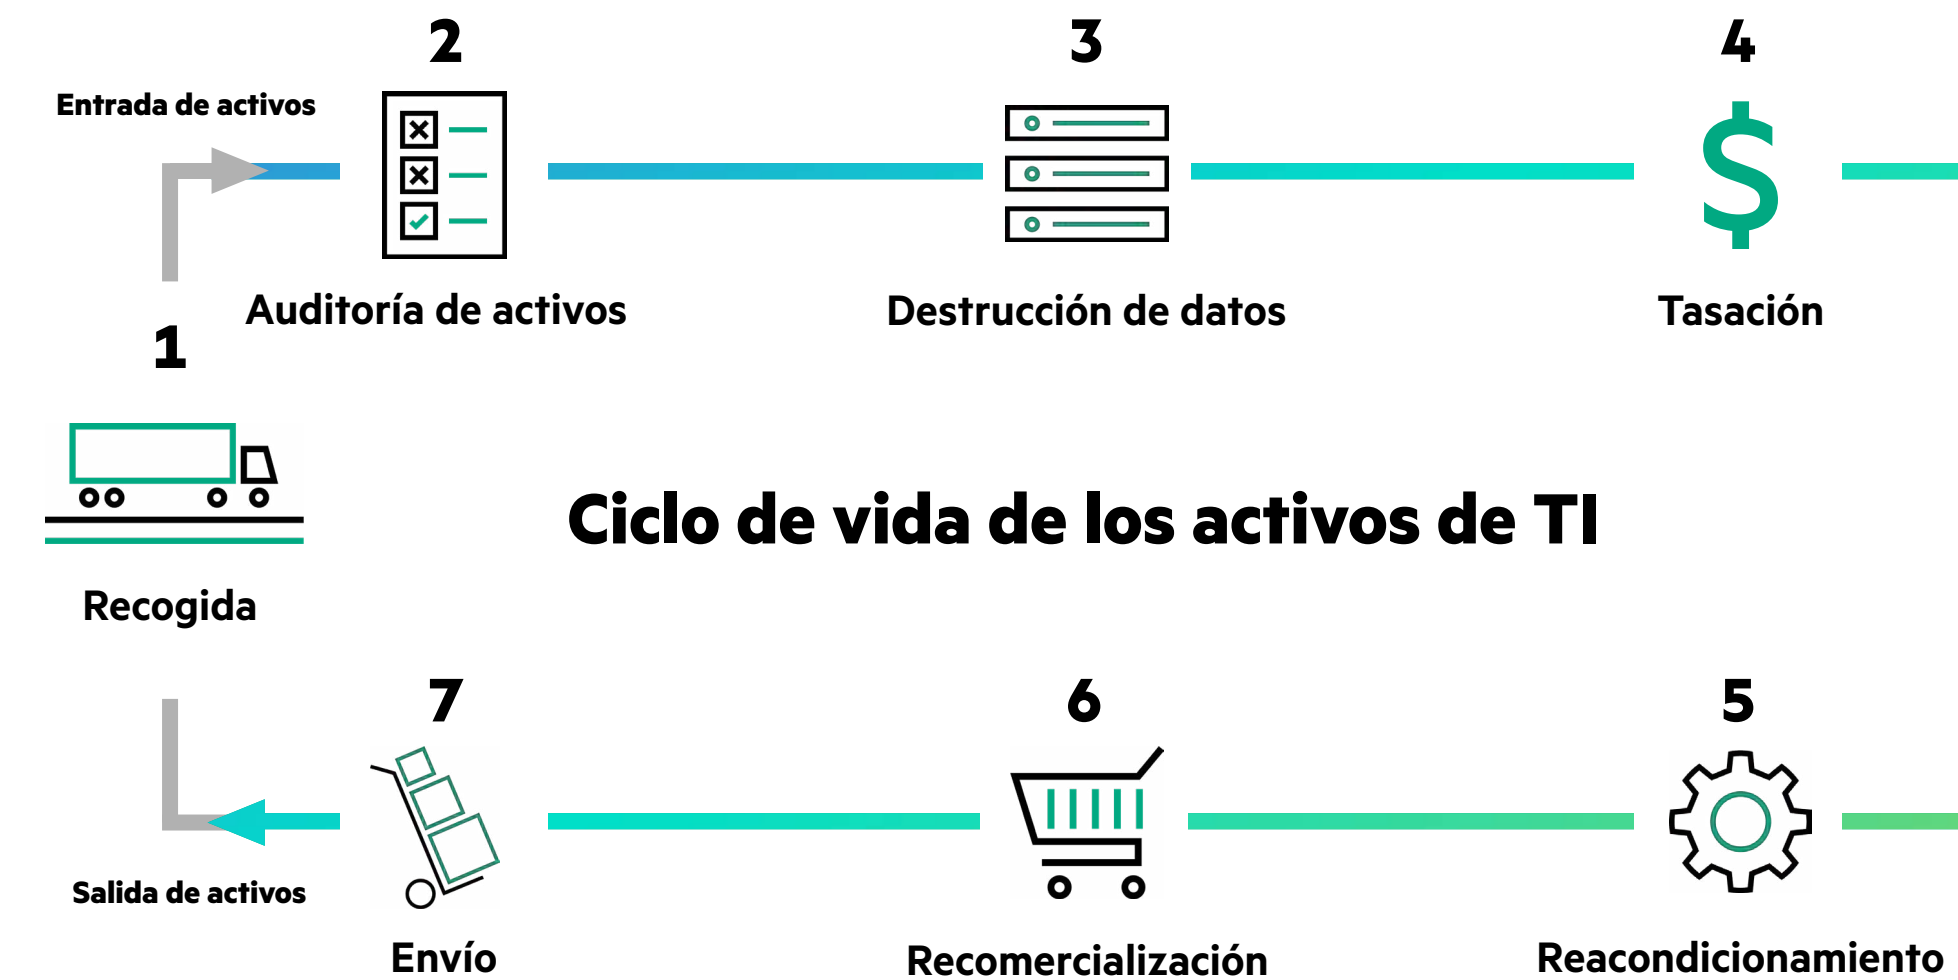 2
3
4
Entrada de activos
Auditoría de activos
Destrucción de datos
Tasación
1
Ciclo de vida de los activos de TI
Recogida
7
6
5
Salida de activos
Envío
Recomercialización
Reacondicionamiento